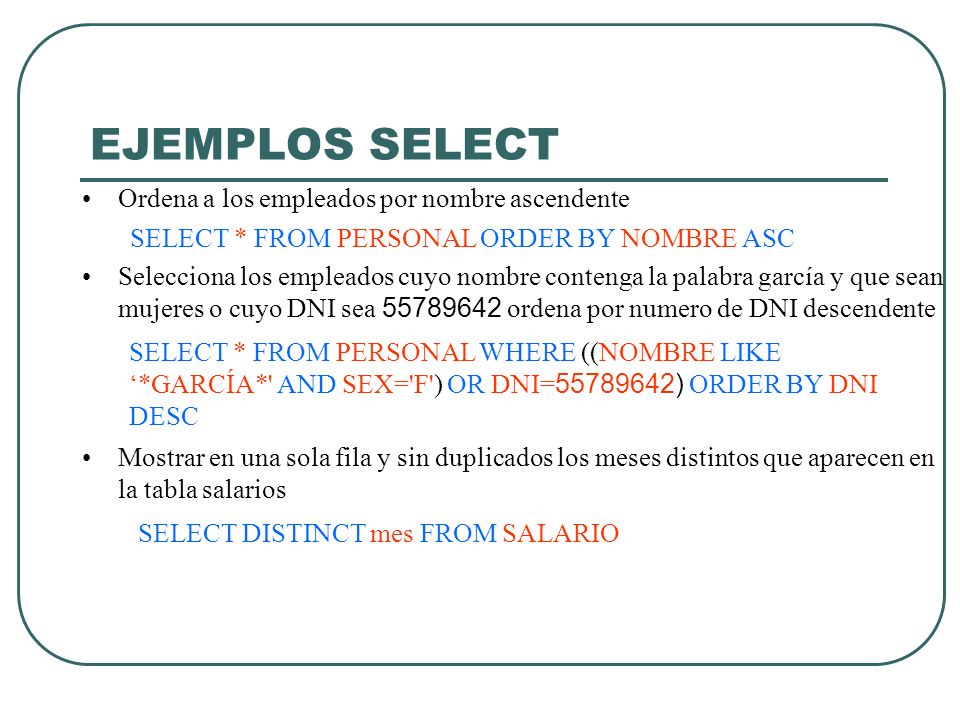 EJEMPLOS SELECT
• Ordena a los empleados por nombre ascendente
SELECT * FROM PERSONAL ORDER BY NOMBRE ASC
• Selecciona los empleados cuyo nombre contenga la palabra garcía y que sean
mujeres o cuyo DNI sea 55789642 ordena por numero de DNI descendente
SELECT * FROM PERSONAL WHERE ((NOMBRE LIKE
‘*GARCÍA*' AND SEX='F') OR DNI=55789642) ORDER BY DNI
DESC
• Mostrar en una sola fila y sin duplicados los meses distintos que aparecen en
la tabla salarios
SELECT DISTINCT mes FROM SALARIO